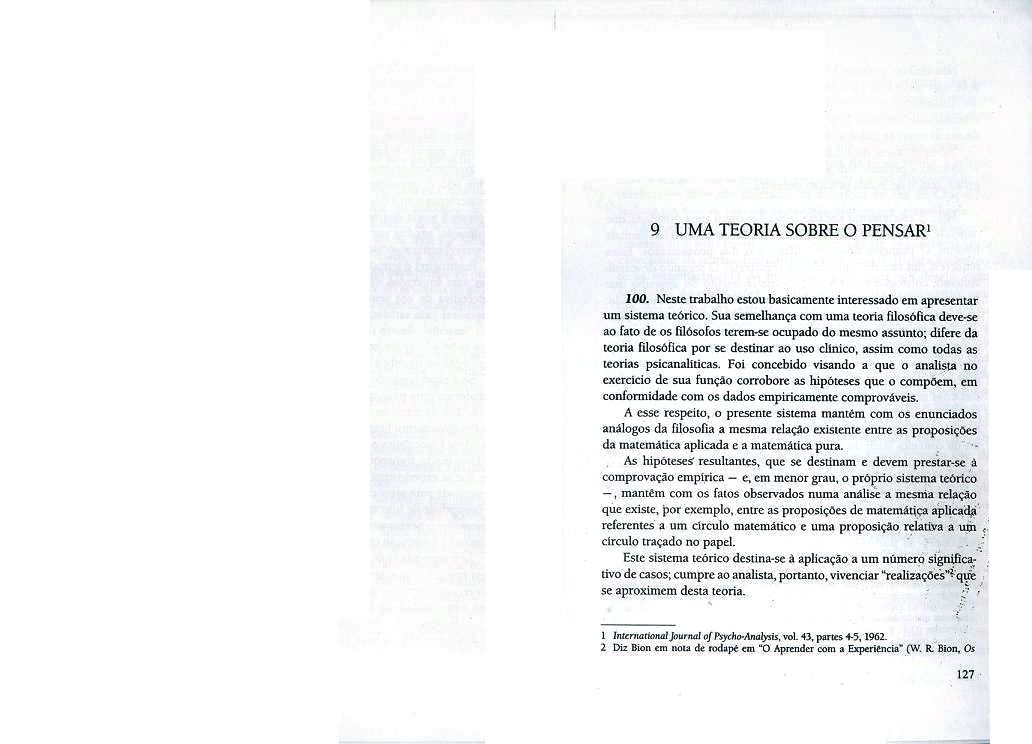 9 UMA TEORIA SOBRE O PENSAR¹
100. Neste trabalho estou basicamente interessado em apresentar
um sistema teórico. Sua semelhança com uma teoria filosófica deve-se
ao fato de os filósofos terem-se ocupado do mesmo assunto; difere da
teoria filosófica por se destinar ao uso clínico, assim como todas as
teorias psicanalíticas. Foi concebido visando a que o analista no
exercício de sua função corrobore as hipóteses que o compõem, em
conformidade com os dados empiricamente comprováveis.
A esse respeito, o presente sistema mantém com os enunciados
análogos da filosofia a mesma relação existente entre as proposições
da matemática aplicada e a matemática pura.
As hipóteses resultantes, que se destinam e devem prestar-se à
comprovação empírica — e, em menor grau, o próprio sistema teórico
—, mantêm com os fatos observados numa análise a mesma relação
que existe, por exemplo, entre as proposições de matemática aplicada
referentes a um círculo matemático e uma proposição relativa a um
círculo traçado no papel.
Este sistema teórico destina-se à aplicação a um número significa-
tivo de casos; cumpre ao analista, portanto, vivenciar "realizações"² que
se aproximem desta teoria.
1 International Journal of Psycho-Analysis, vol. 43, partes 4-5, 1962.
2 Diz Bion em nota de rodapé em "O Aprender com a Experiência" (W. R. Bion, Os
127